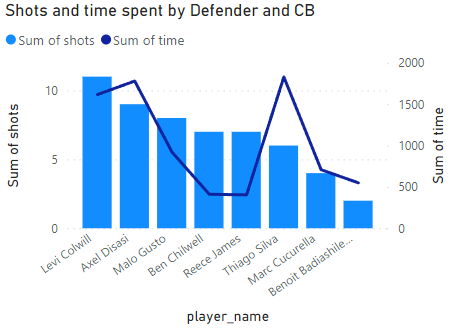 Shots and time spent by Defender and CB
Sum of shots Sum of time
Sum of shots
10
5
0
2000
1500
1000
500
0
Sum of time
Levi Colwill
Axel Disasi
Malo Gusto
Ben Chilwell
Reece James
Thiago Silva
Marc Cucurella
Benoit Badiashile...
player_name